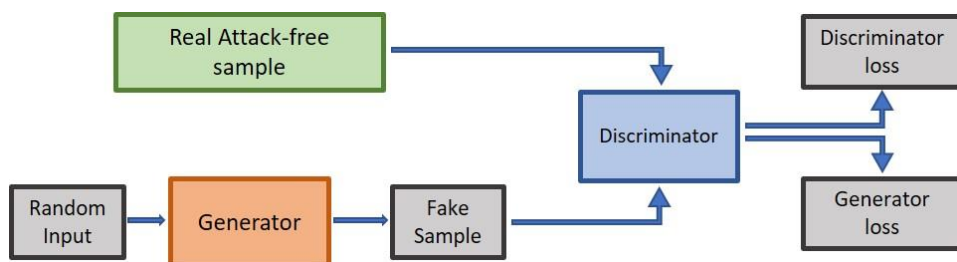 Real Attack-free
sample
Discriminator
loss
Discriminator
Random
Input
Generator
Fake
Sample
Generator
loss